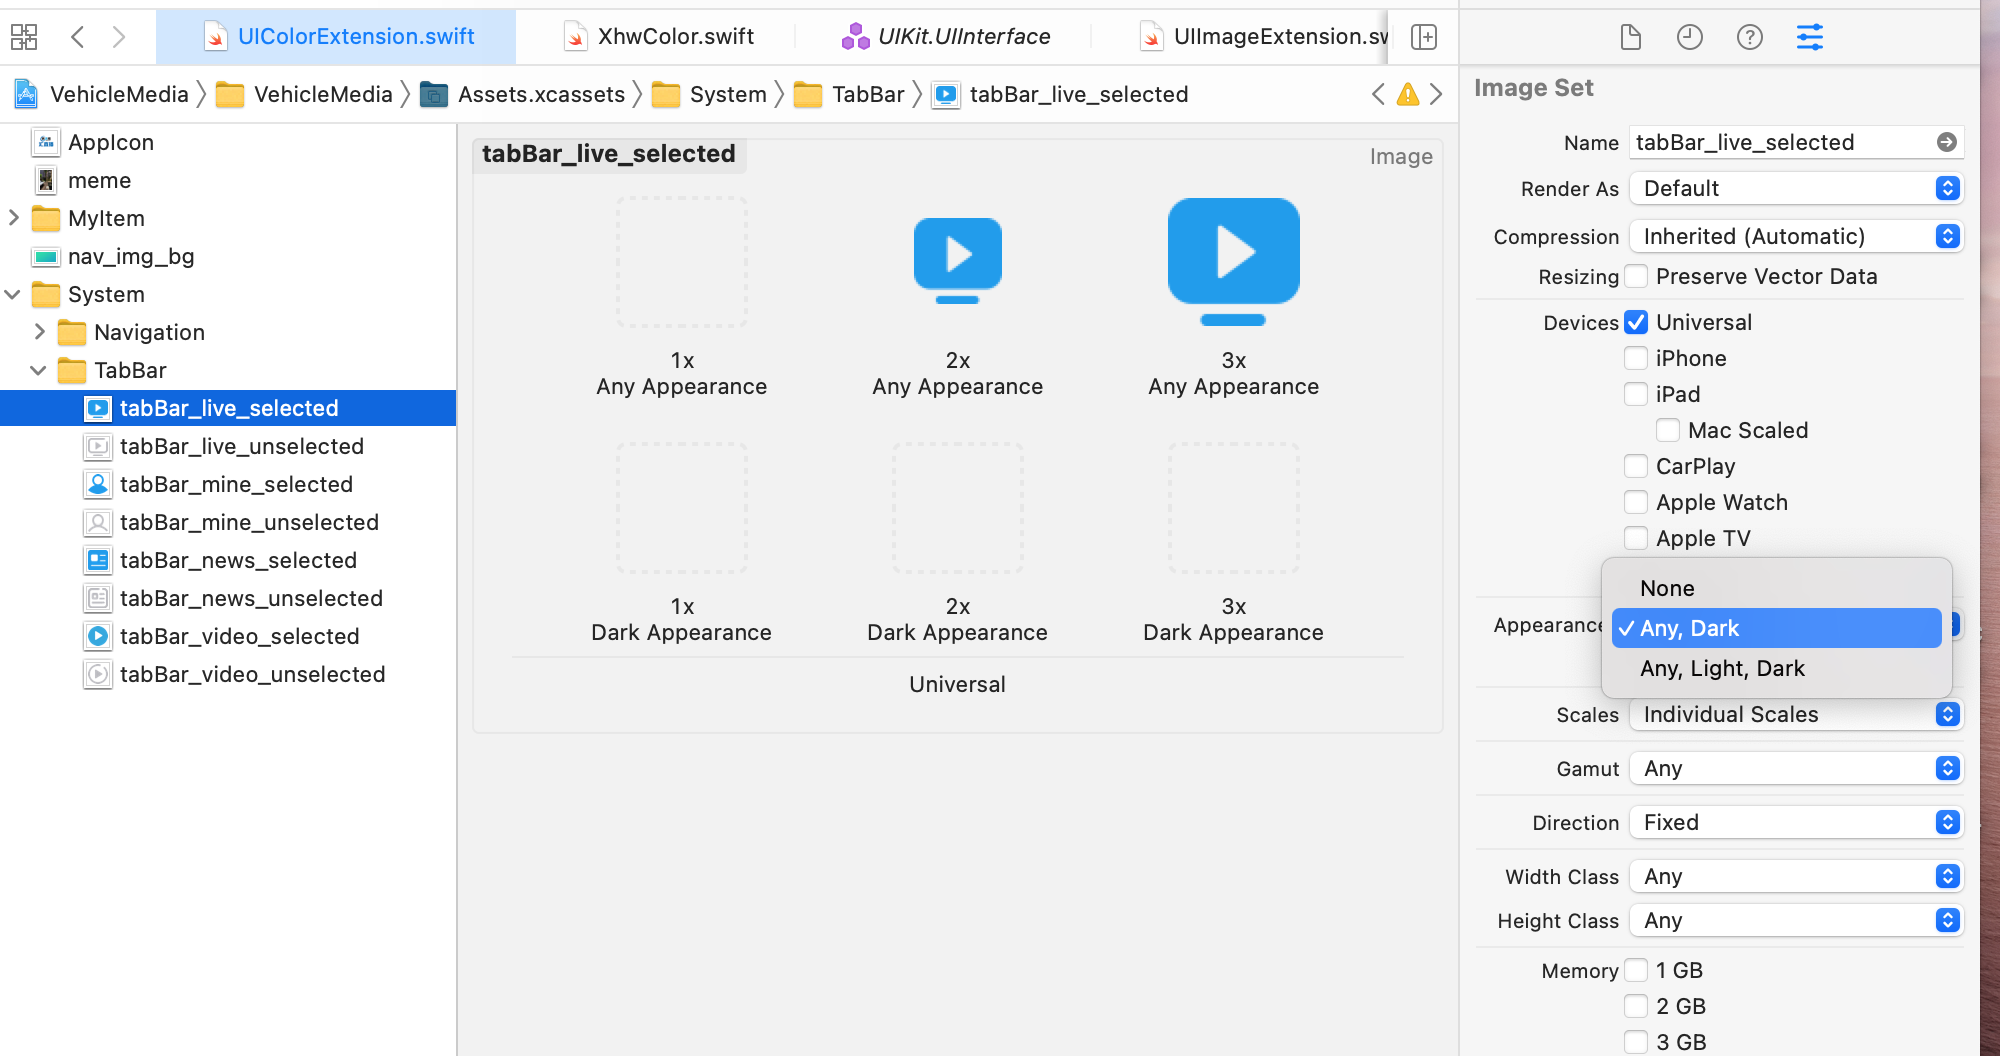 UIColorExtension.swift
XhwColor.swift
UIKit.UIInterface
UIImageExtension.sw
VehicleMedia
VehicleMedia
Assets.xcassets
System
TabBar
tabBar_live_selected
AppIcon
meme
MyItem
nav_img_bg
System
Navigation
TabBar
tabBar_live_selected
tabBar_live_unselected
tabBar_mine_selected
tabBar_mine_unselected
tabBar_news_selected
tabBar_news_unselected
tabBar_video_selected
tabBar_video_unselected
tabBar_live_selected
Image
1x
Any Appearance
2x
Any Appearance
3x
Any Appearance
1x
Dark Appearance
2x
Dark Appearance
3x
Dark Appearance
Universal
Image Set
Name tabBar_live_selected
Render As Default
Compression Inherited (Automatic)
Resizing Preserve Vector Data
Devices Universal
iPhone
iPad
Mac Scaled
CarPlay
Apple Watch
Apple TV
None
Appearance Any, Dark
Any, Light, Dark
Scales Individual Scales
Gamut Any
Direction Fixed
Width Class Any
Height Class Any
Memory 1 GB
2 GB
3 GB